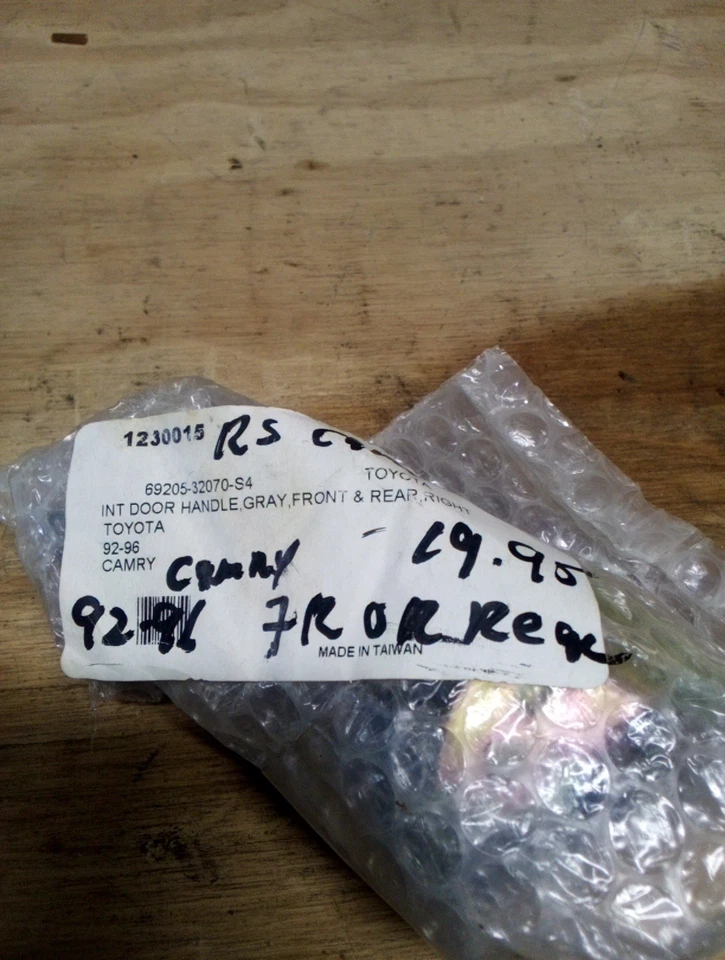 1230015 RS
TOYOTA
69205-32070-S4
INT DOOR HANDLE,GRAY,FRONT & REAR,RIGHT
TOYOTA
92-96
CAMRY
Camry - 19.95
92-96 FR OR Rear
MADE IN TAIWAN